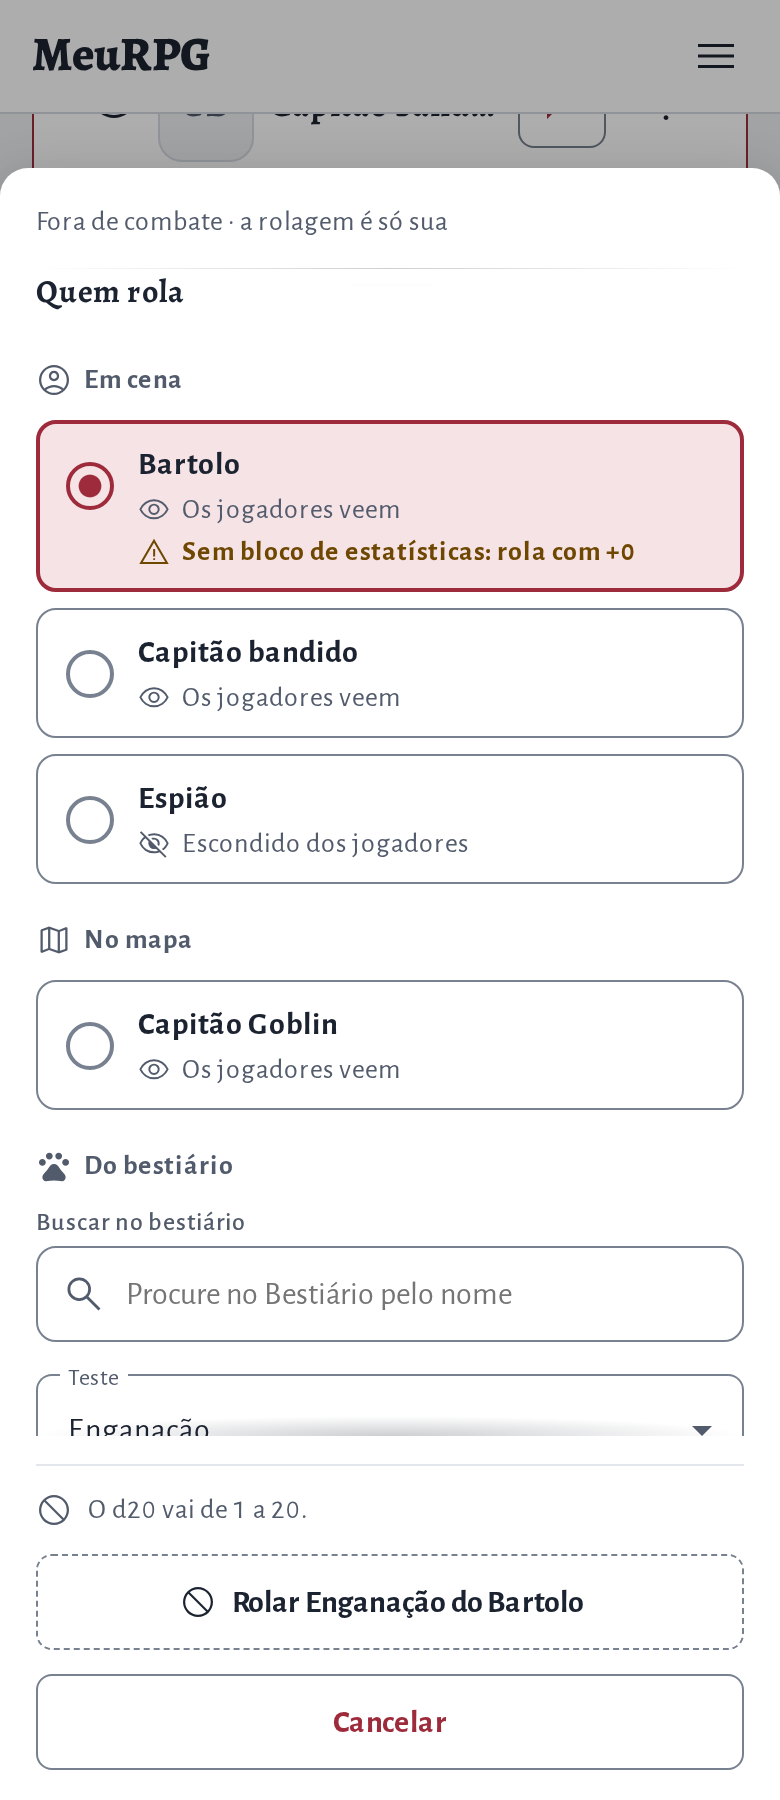 MeuRPG
Fora de combate · a rolagem é só sua
Quem rola
Em cena
Bartolo
Os jogadores veem
Sem bloco de estatísticas: rola com +0
Capitão bandido
Os jogadores veem
Espião
Escondido dos jogadores
No mapa
Capitão Goblin
Os jogadores veem
Do bestiário
Buscar no bestiário
Procure no Bestiário pelo nome
Teste
Enganação
O d20 vai de 1 a 20.
Rolar Enganação do Bartolo
Cancelar